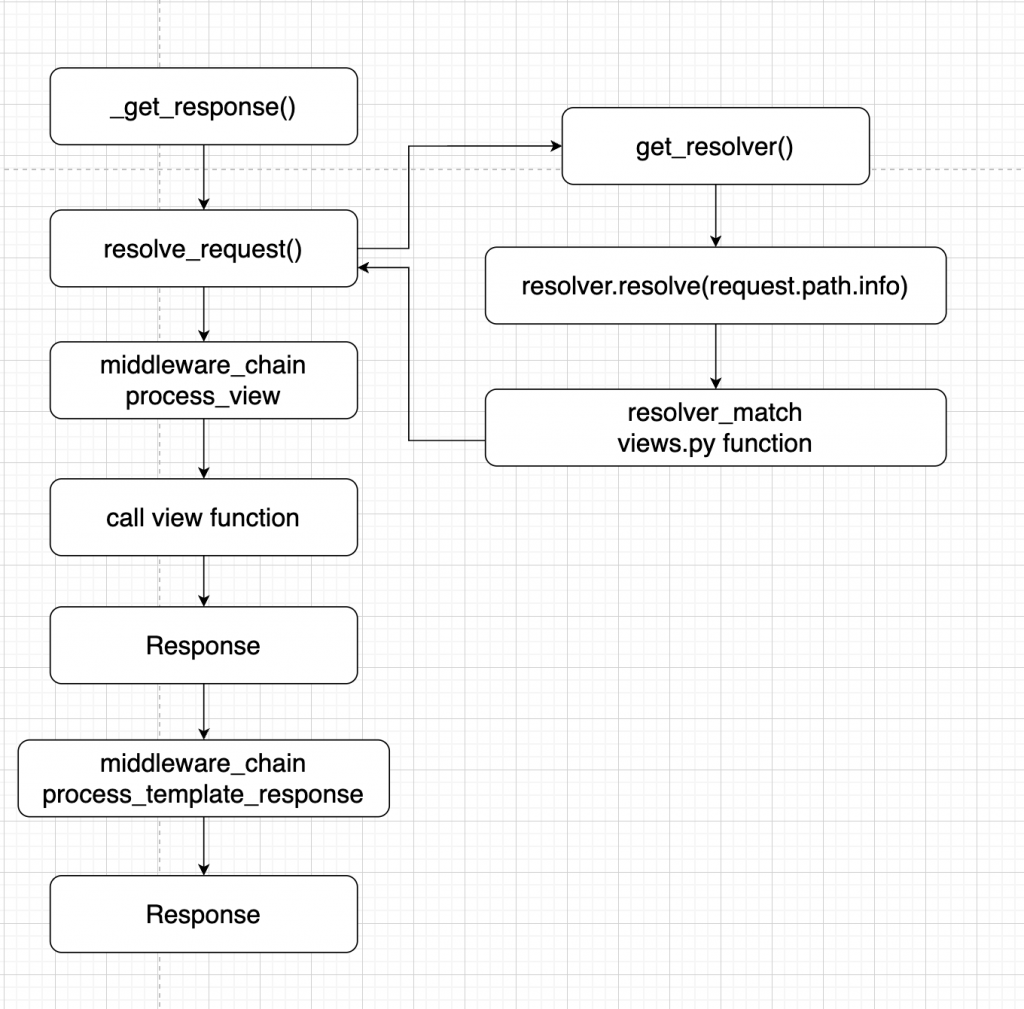 _get_response()
get_resolver()
resolve_request()
resolver.resolve(request.path.info)
middleware_chain
process_view
resolver_match
views.py function
call view function
Response
middleware_chain
process_template_response
Response